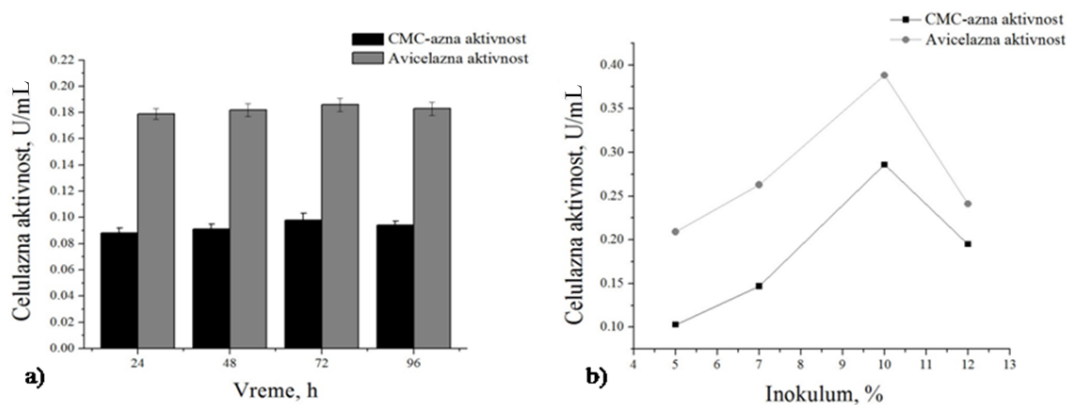 CMC-azna aktivnost
Avicelazna aktivnost
Celulazna aktivnost, U/mL
0.22
0.20
0.18
0.16
0.14
0.12
0.10
0.08
0.06
0.04
0.02
0.00
24 48 72 96
Vreme, h
a)
CMC-azna aktivnost
Avicelazna aktivnost
Celulazna aktivnost, U/mL
0.40
0.35
0.30
0.25
0.20
0.15
0.10
4 5 6 7 8 9 10 11 12 13
Inokulum, %
b)